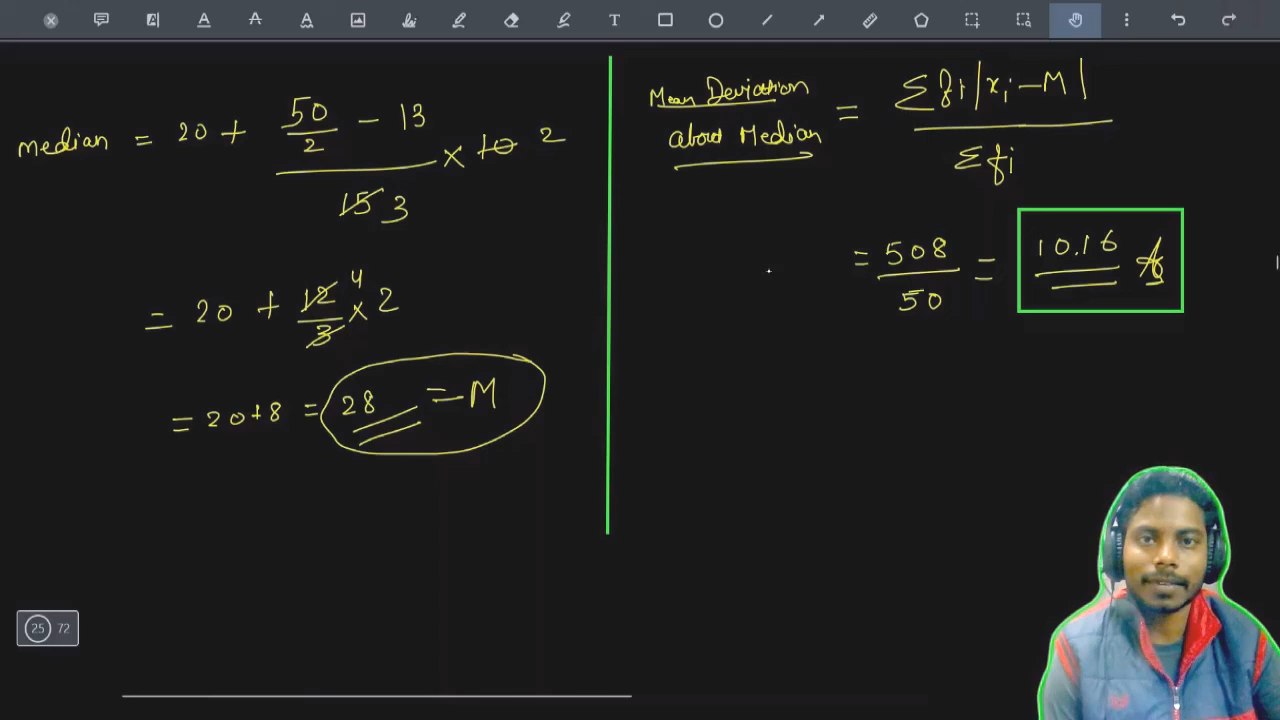 median = 20 + (50/2 - 13)/(15 3) × 10 2
= 20 + 12/3 4 × 2
= 20+8 = 28 = M
Mean Deviation about Median = Σfi|xi-M| / Σfi
= 508/50 = 10.16
25 72